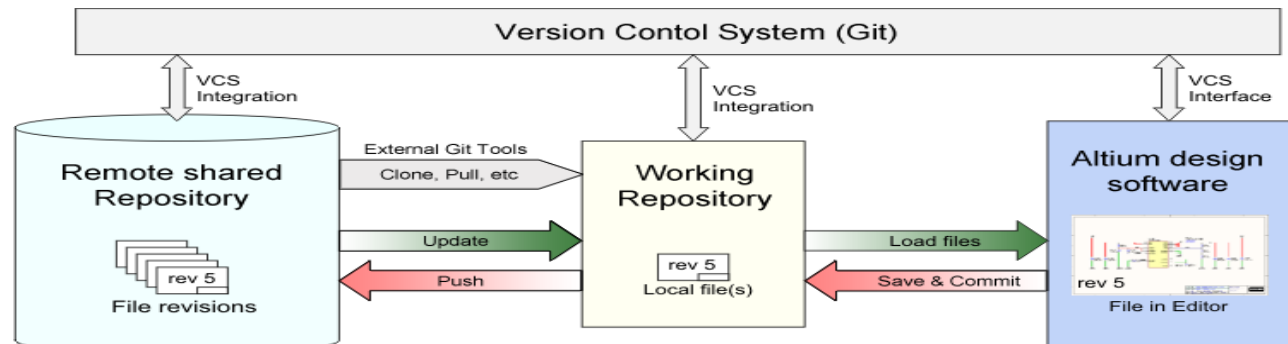 Version Contol System (Git)
VCS
Integration
VCS
Integration
VCS
Interface
Remote shared
Repository
rev 5
File revisions
External Git Tools
Clone, Pull, etc
Update
Push
Working
Repository
rev 5
Local file(s)
Load files
Save & Commit
Altium design
software
rev 5
File in Editor